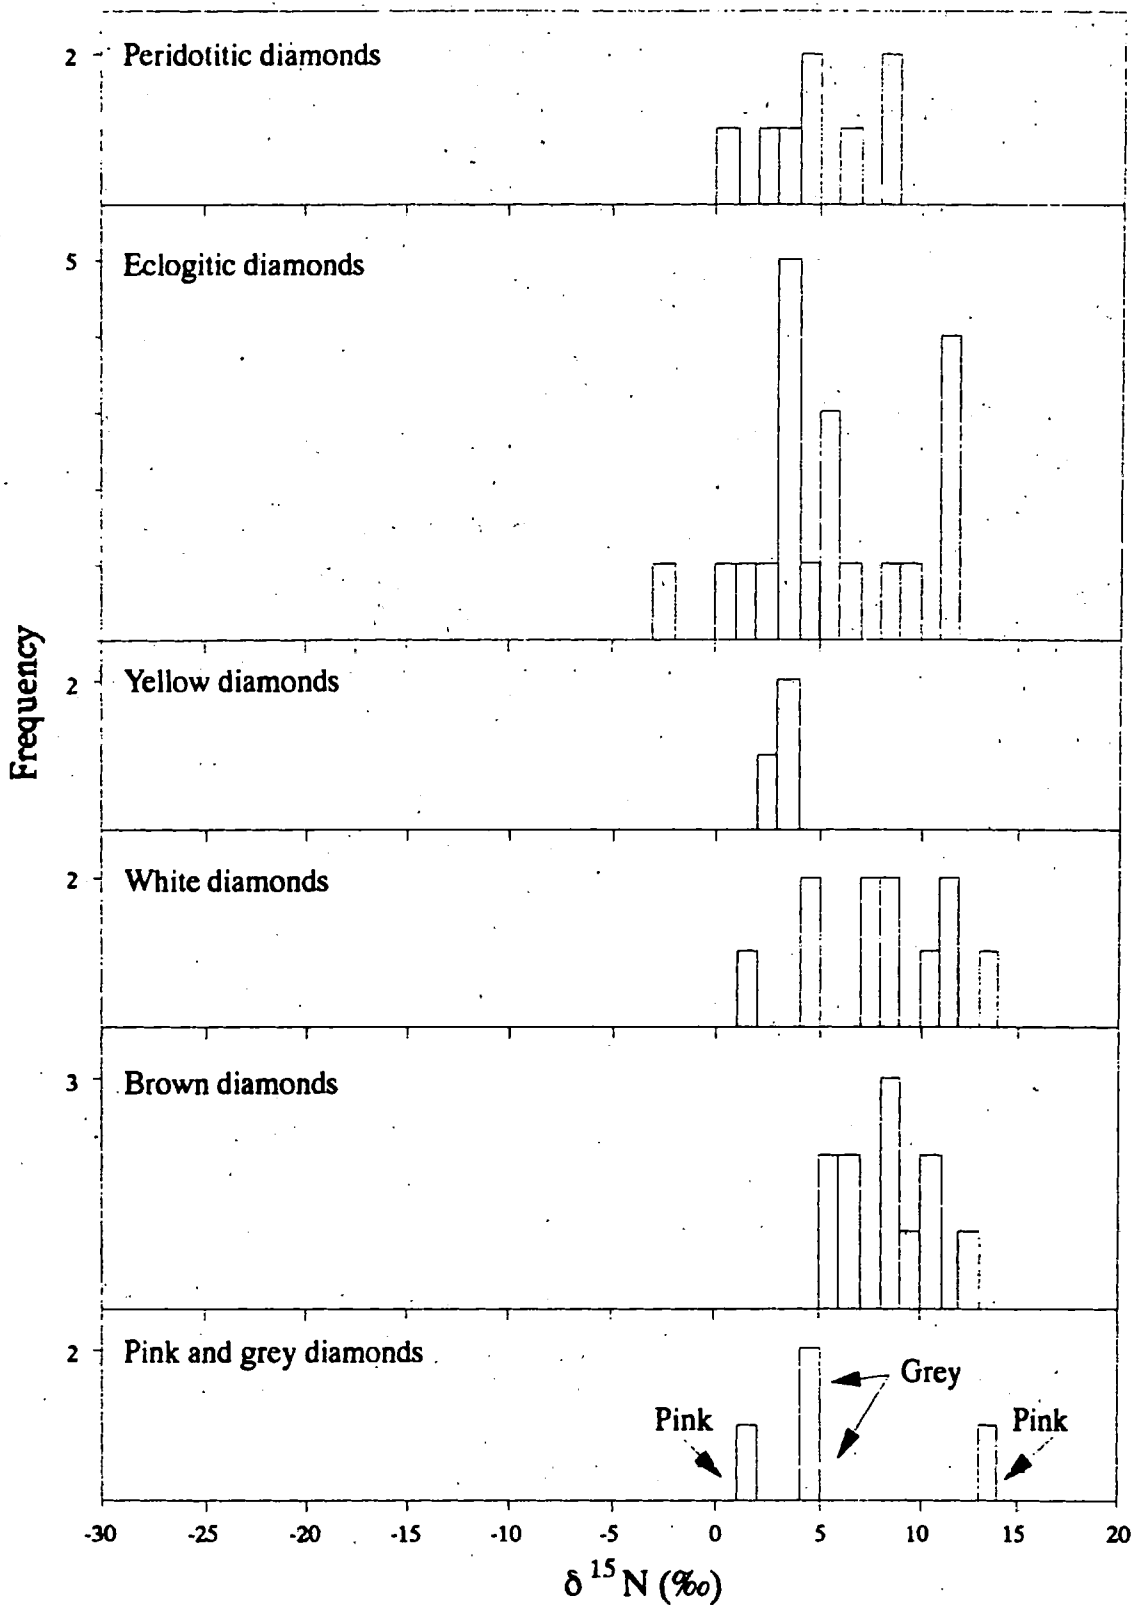 2 Peridotitic diamonds
5 Eclogitic diamonds
Frequency
2 Yellow diamonds
2 White diamonds
3 Brown diamonds
2 Pink and grey diamonds
Grey
Pink Pink
-30 -25 -20 -15 -10 -5 0 5 10 15 20
δ 15 N (‰)